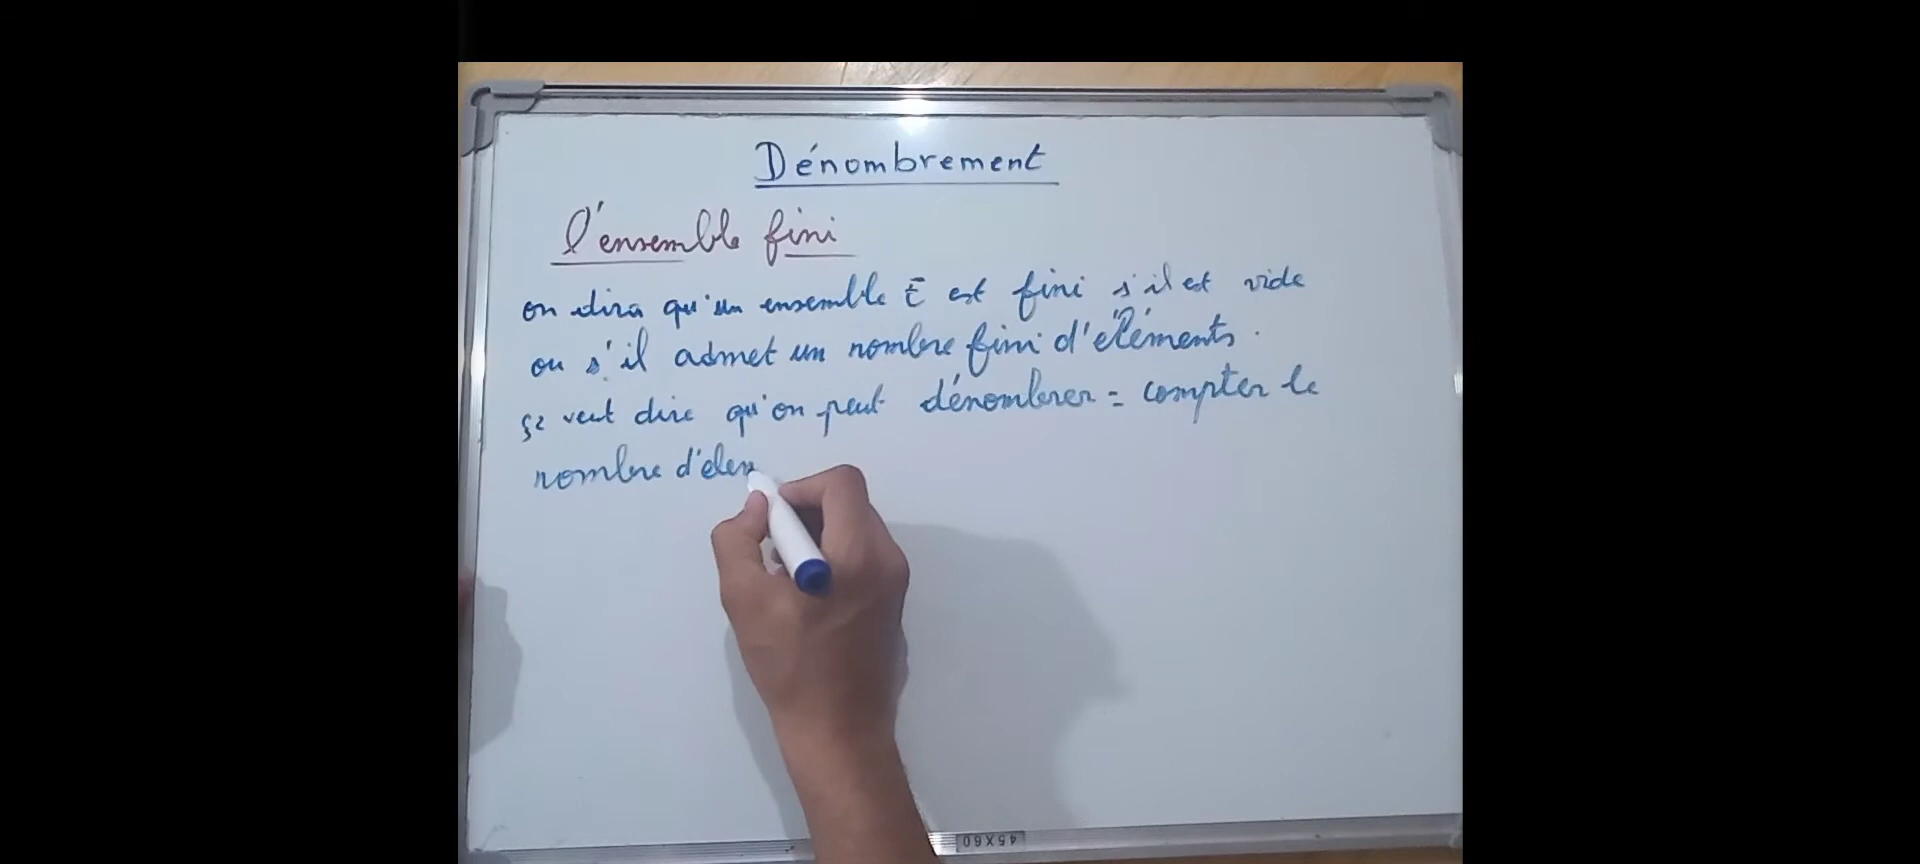 Dénombrement
l'ensemble fini
on dira qu'un ensemble E est fini s'il est vide
ou s'il admet un nombre fini d'éléments.
ça veut dire qu'on peut dénombrer = compter le
nombre d'élem
45X60